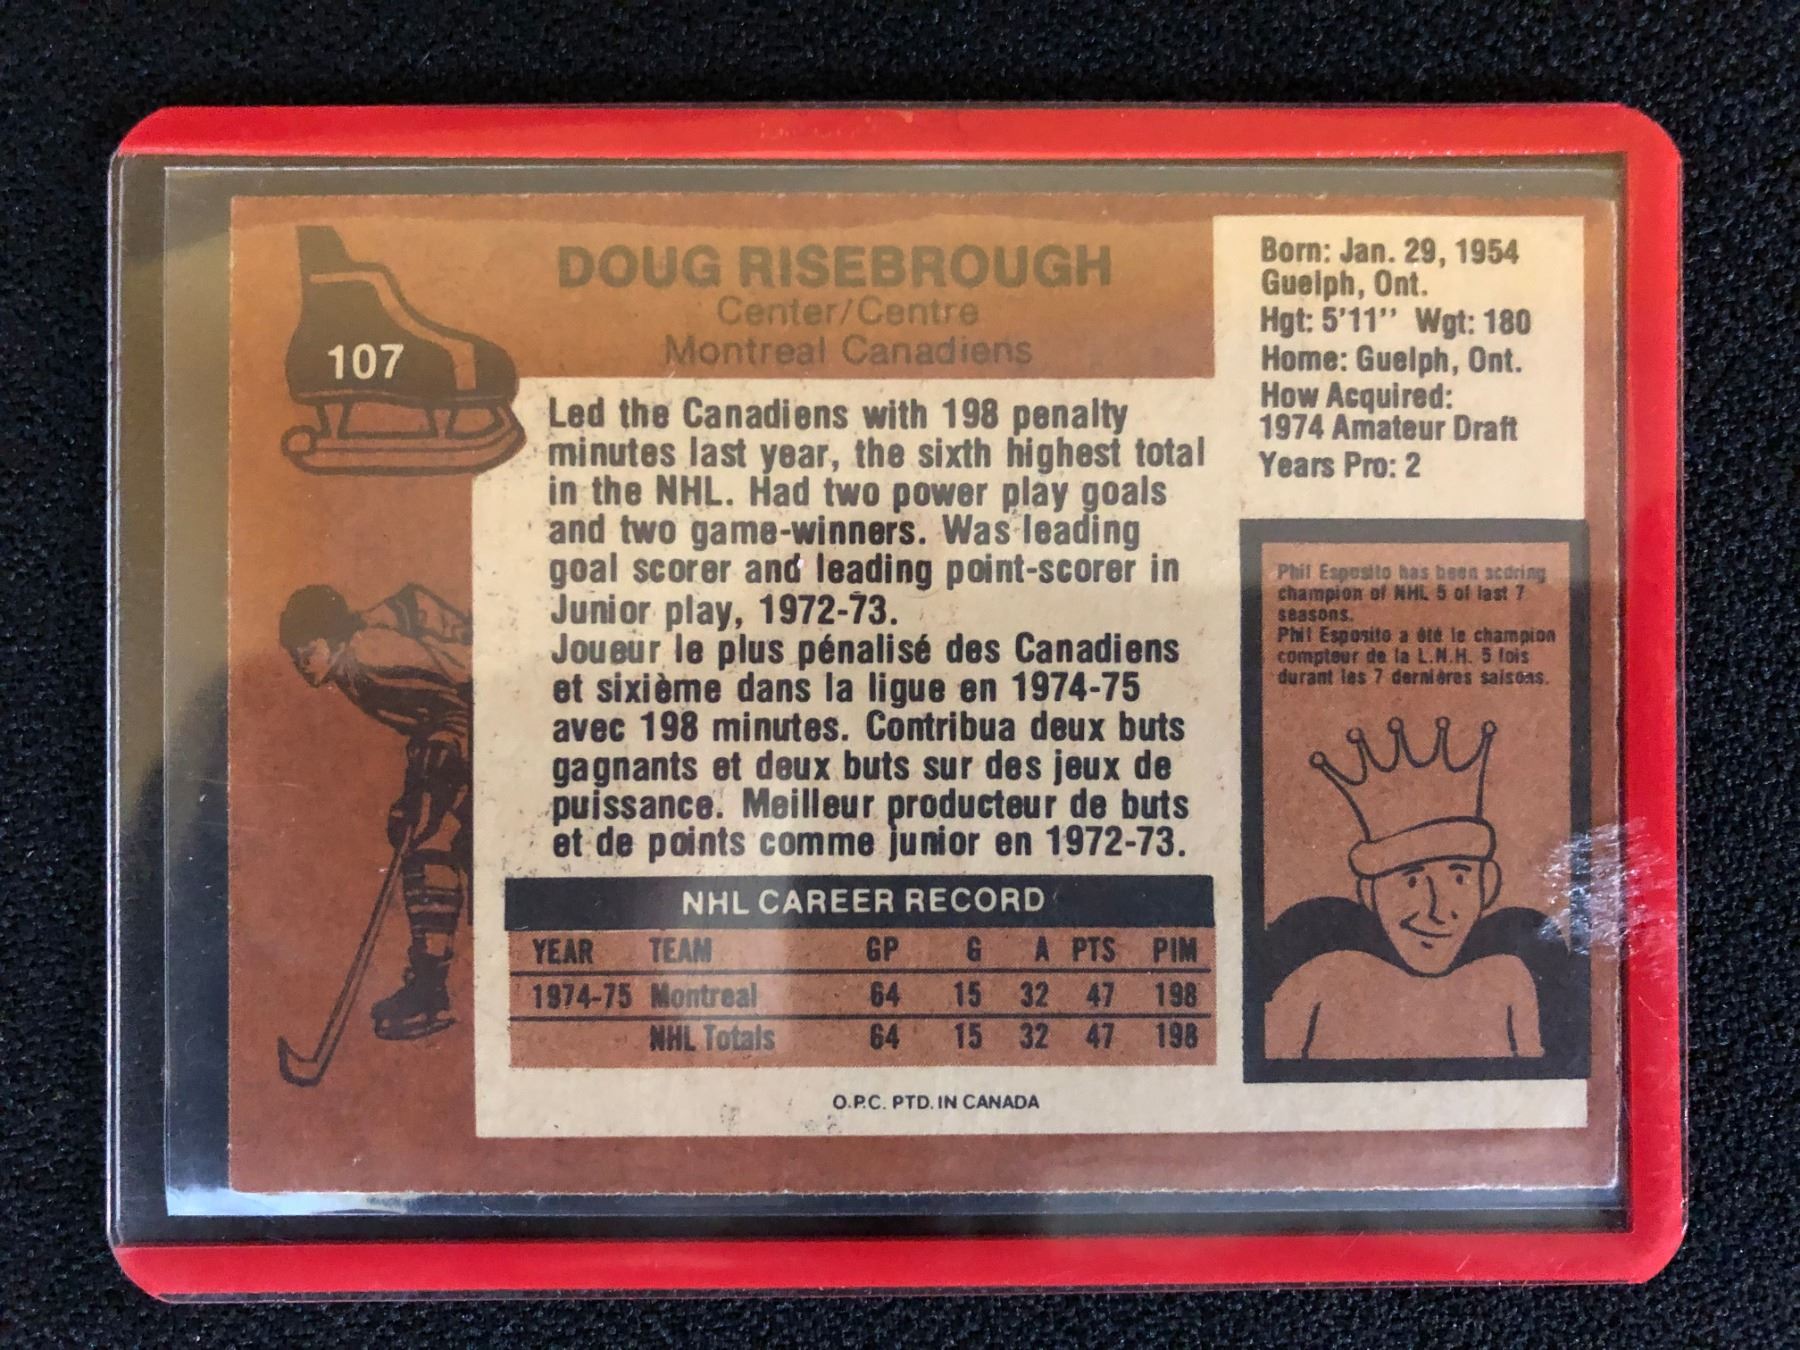 107
DOUG RISEBROUGH
Center/Centre
Montreal Canadiens
Born: Jan. 29, 1954
Guelph, Ont.
Hgt: 5'11" Wgt: 180
Home: Guelph, Ont.
How Acquired:
1974 Amateur Draft
Years Pro: 2
Led the Canadiens with 198 penalty
minutes last year, the sixth highest total
in the NHL. Had two power play goals
and two game-winners. Was leading
goal scorer and leading point-scorer in
Junior play, 1972-73.
Joueur le plus pénalisé des Canadiens
et sixième dans la ligue en 1974-75
avec 198 minutes. Contribua deux buts
gagnants et deux buts sur des jeux de
puissance. Meilleur producteur de buts
et de points comme junior en 1972-73.
Phil Esposito has been scoring
champion of NHL 5 of last 7
seasons.
Phil Esposito a été le champion
compteur de la L.N.H. 5 fois
durant les 7 dernières saisons.
NHL CAREER RECORD
YEAR TEAM GP G A PTS PIM
1974-75 Montreal 64 15 32 47 198
NHL Totals 64 15 32 47 198
O.P.C. PTD. IN CANADA